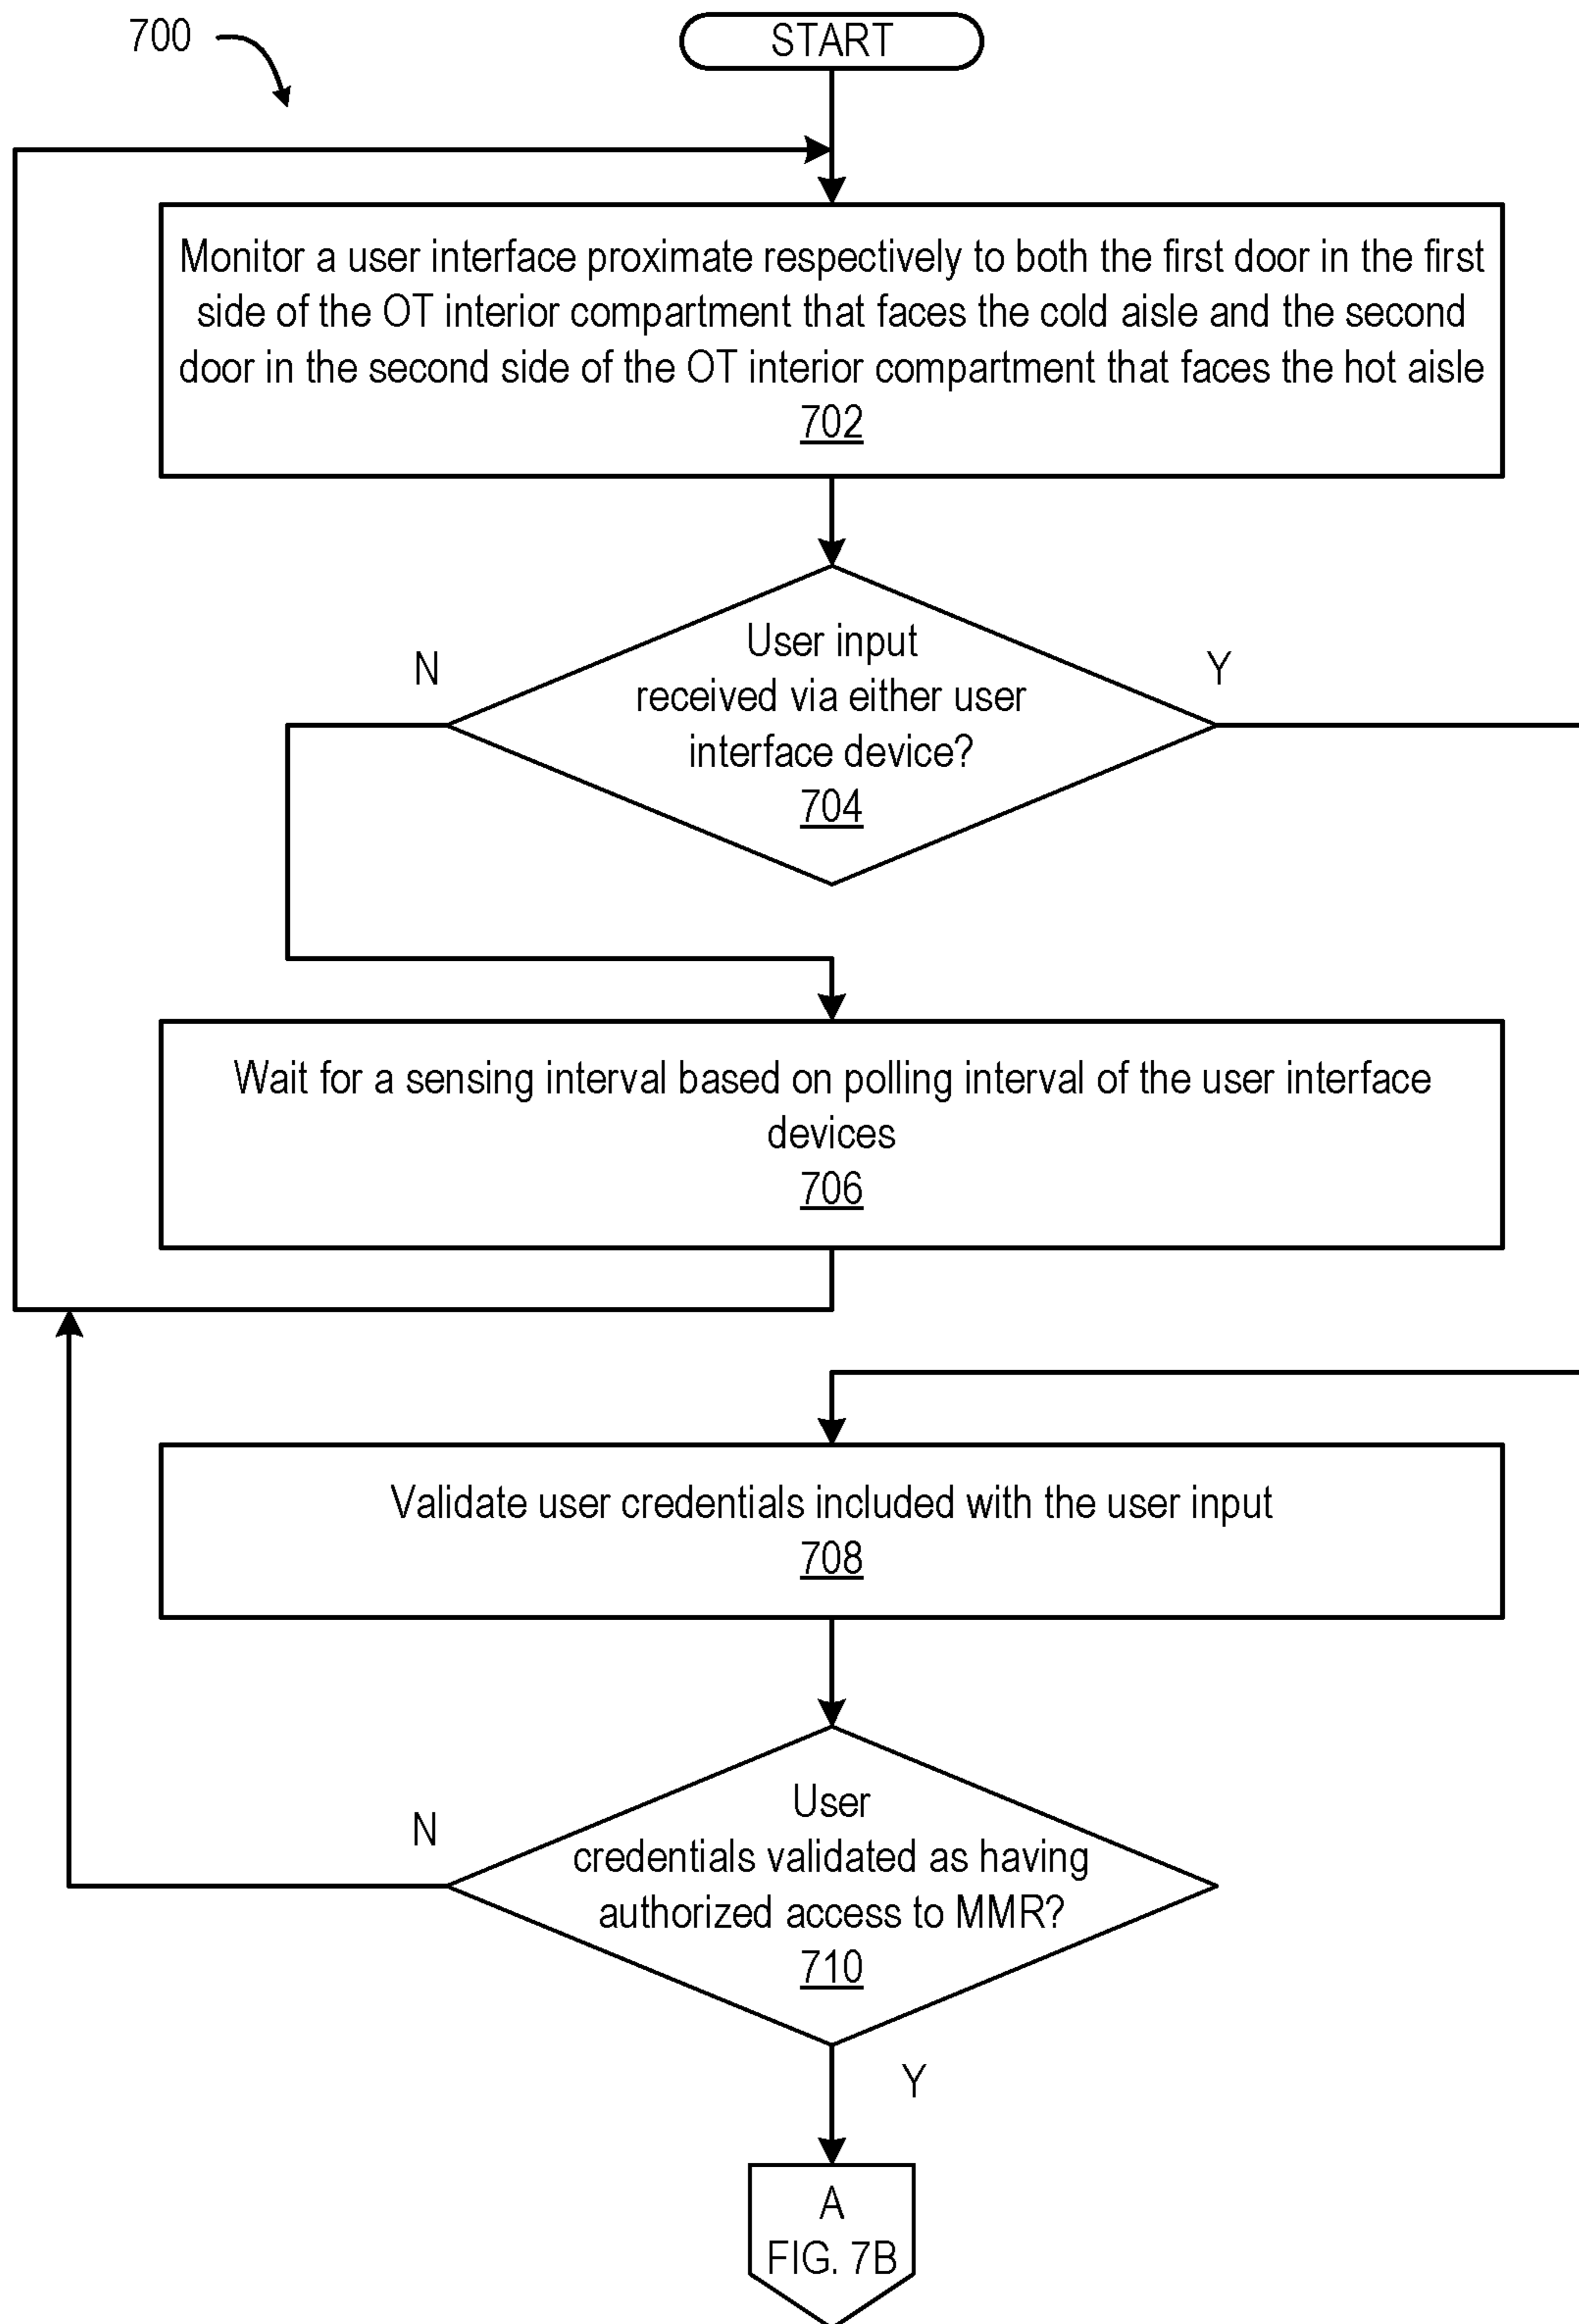 700
START
Monitor a user interface proximate respectively to both the first door in the first
side of the OT interior compartment that faces the cold aisle and the second
door in the second side of the OT interior compartment that faces the hot aisle
702
N
Y
User input
received via either user
interface device?
704
Wait for a sensing interval based on polling interval of the user interface
devices
706
Validate user credentials included with the user input
708
N
User
credentials validated as having
authorized access to MMR?
710
Y
A
FIG. 7B